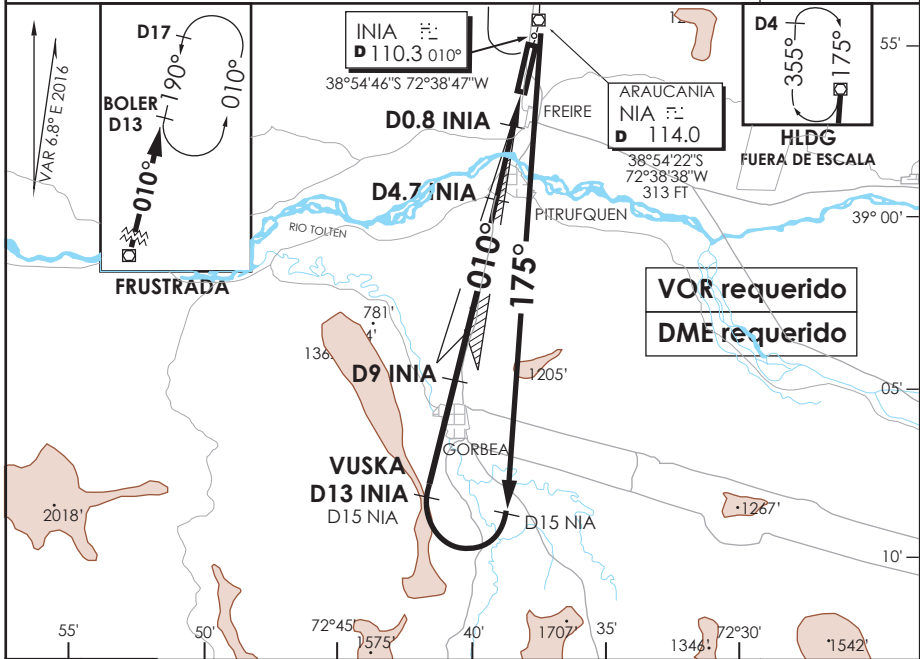 VAR 6.8° E 2016
D17
BOLER
D13
190°
010°
010°
FRUSTRADA
INIA
D 110.3 010°
38°54'46"S 72°38'47"W
D0.8 INIA
FREIRE
ARAUCANIA
NIA
D 114.0
38°54'22"S
72°38'38"W
313 FT
D4
355°
175°
HLDG
FUERA DE ESCALA
55'
D4.7 INIA
PITRUFQUEN
RIO TOLTEN
39° 00'
010°
175°
VOR requerido
DME requerido
781'
4'
136
D9 INIA
1205'
05'
GORBEA
VUSKA
D13 INIA
D15 NIA
D15 NIA
2018'
1267'
10'
55'
50'
72°45'
1575'
40'
1707'
35'
1346'
72°30'
1542'